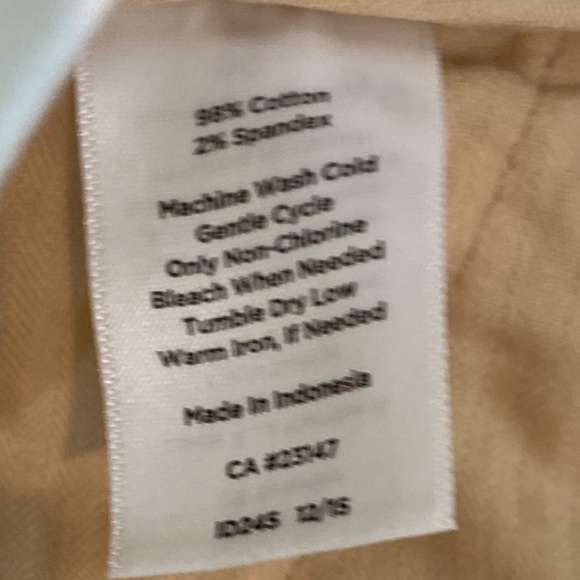 98% Cotton
2% Spandex
Machine Wash Cold
Gentle Cycle
Only Non-Chlorine
Bleach When Needed
Tumble Dry Low
Warm Iron, If Needed
Made In Indonesia
CA #23147
12/15